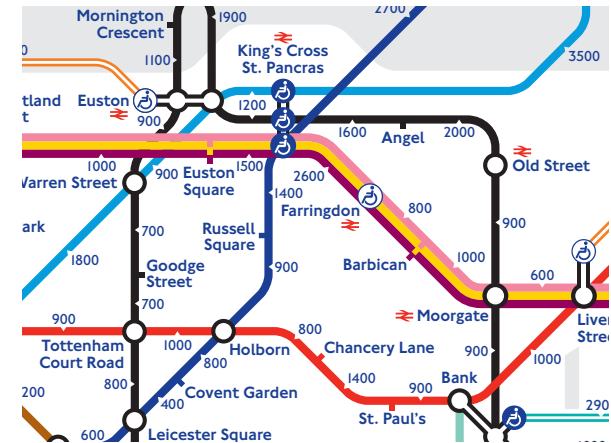 Mornington
Crescent
1900
2700
King's Cross
St. Pancras
1100
3500
0
tland
t
Euston
900
1200
1600
Angel
2000
Old Street
1000
900
Euston
Square
1500
2600
Warren Street
1400
Farringdon
800
900
ark
700
Russell
Square
Barbican
1000
1800
Goodge
Street
900
600
700
Moorgate
Liver
Stree
900
1000
Tottenham
Court Road
Holborn
800
800
Chancery Lane
900
1000
800
1400
900
Bank
200
400
Covent Garden
St. Paul's
290
600
Leicester Square